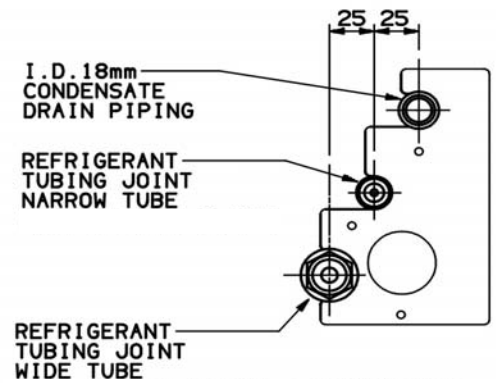 25 25
I.D.18mm
CONDENSATE
DRAIN PIPING
REFRIGERANT
TUBING JOINT
NARROW TUBE
REFRIGERANT
TUBING JOINT
WIDE TUBE